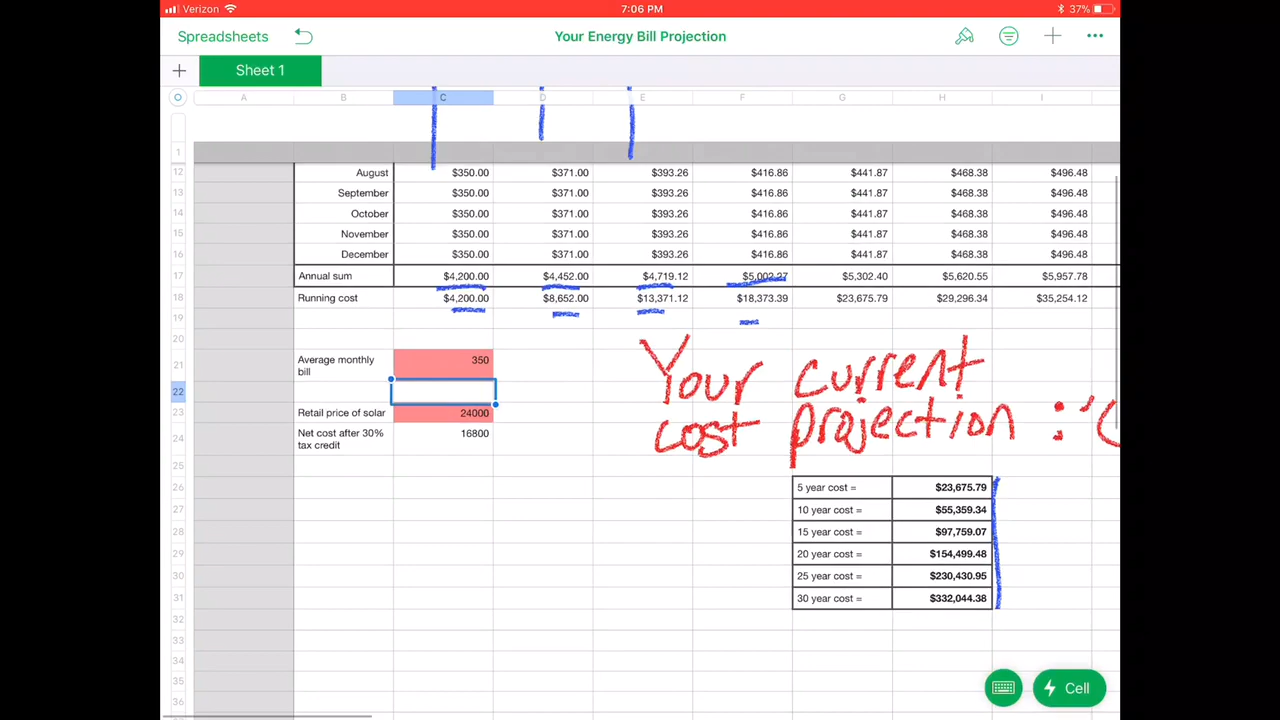 Verizon 7:06 PM 37%
Spreadsheets Your Energy Bill Projection
Sheet 1
A B C D E F G H I
1
12 August $350.00 $371.00 $393.26 $416.86 $441.87 $468.38 $496.48
13 September $350.00 $371.00 $393.26 $416.86 $441.87 $468.38 $496.48
14 October $350.00 $371.00 $393.26 $416.86 $441.87 $468.38 $496.48
15 November $350.00 $371.00 $393.26 $416.86 $441.87 $468.38 $496.48
16 December $350.00 $371.00 $393.26 $416.86 $441.87 $468.38 $496.48
17 Annual sum $4,200.00 $4,452.00 $4,719.12 $5,002.27 $5,302.40 $5,620.55 $5,957.78
18 Running cost $4,200.00 $8,652.00 $13,371.12 $18,373.39 $23,675.79 $29,296.34 $35,254.12
19
20
21 Average monthly
bill 350
22
23 Retail price of solar 24000
24 Net cost after 30%
tax credit 16800
Your current
cost projection :'(
25
26 5 year cost = $23,675.79
27 10 year cost = $55,359.34
28 15 year cost = $97,759.07
29 20 year cost = $154,499.48
30 25 year cost = $230,430.95
31 30 year cost = $332,044.38
32
33
34
35
36
Cell